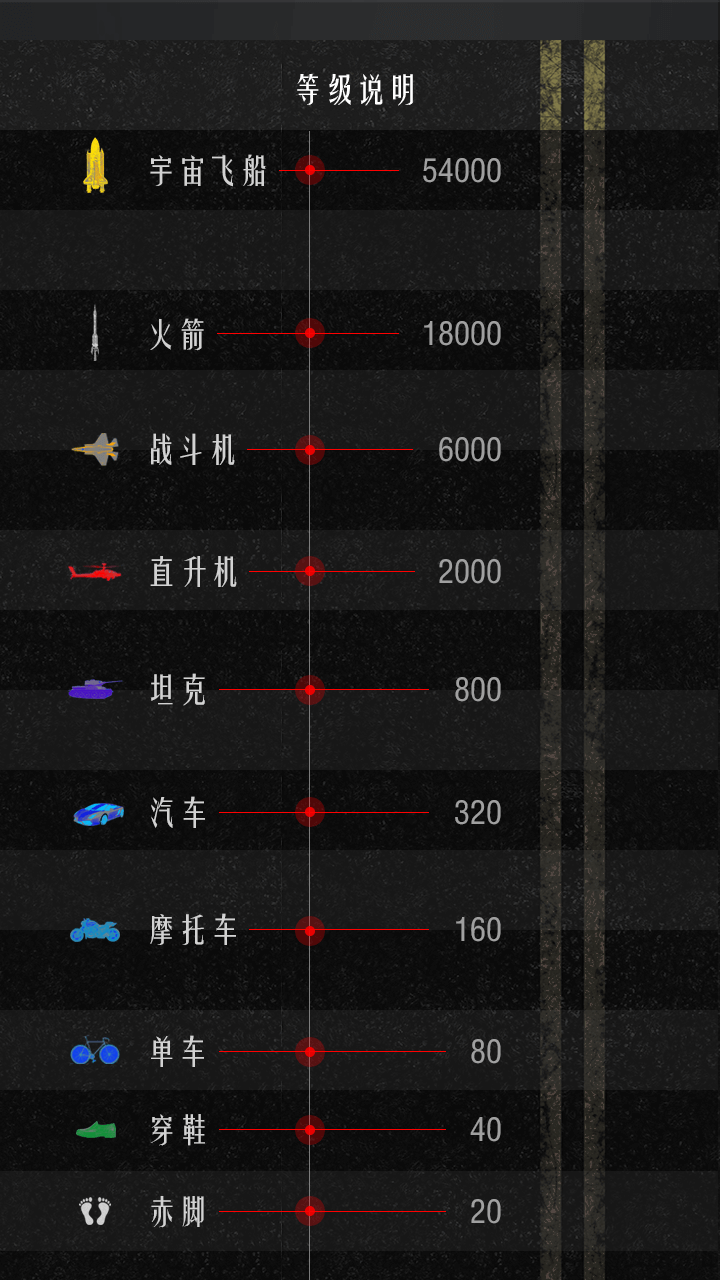 等级说明
宇宙飞船 54000
火箭 18000
战斗机 6000
直升机 2000
坦克 800
汽车 320
摩托车 160
单车 80
穿鞋 40
赤脚 20